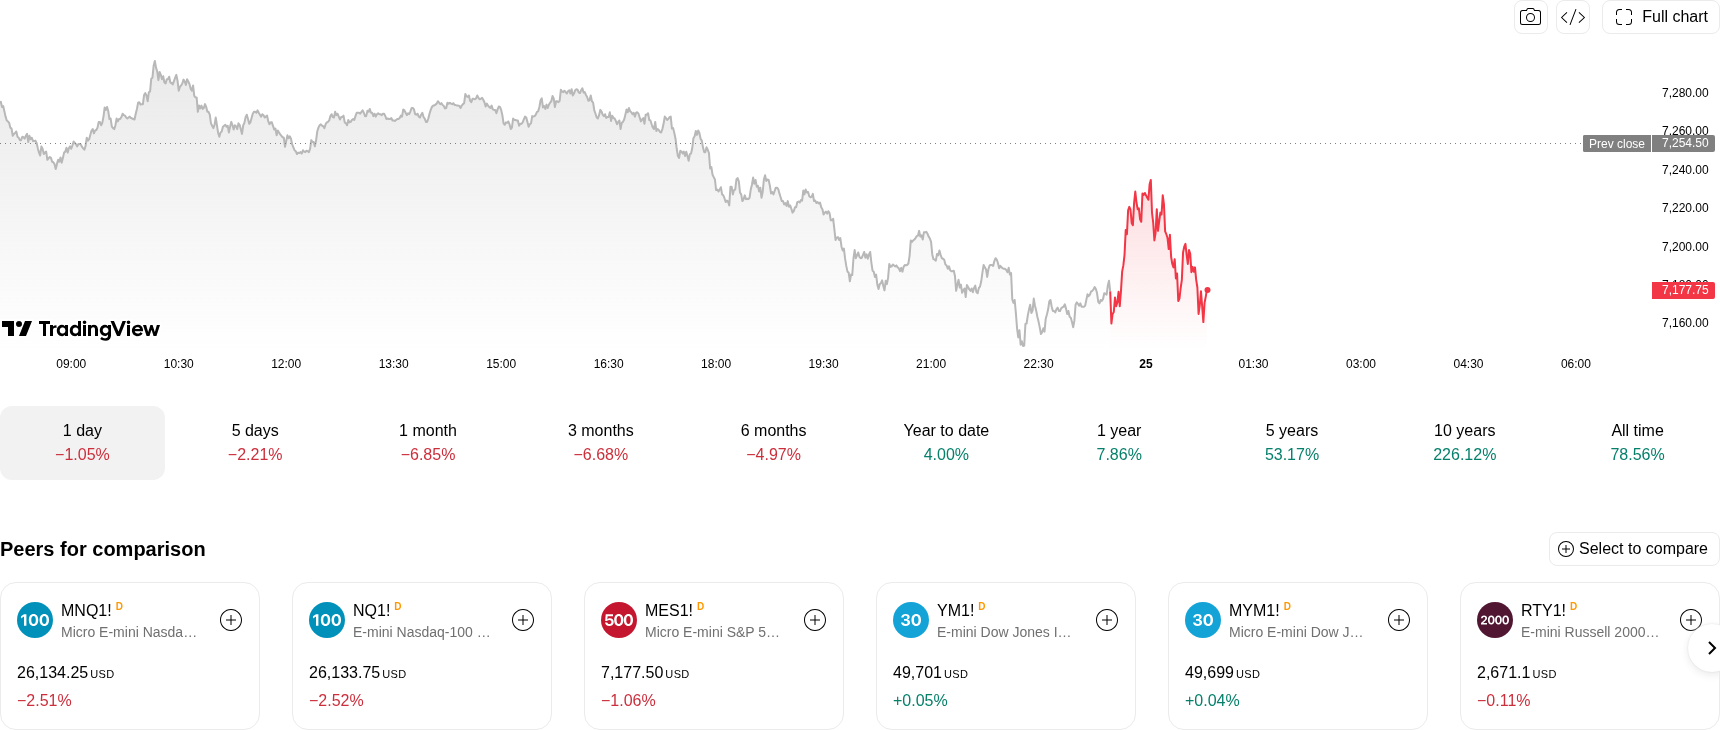 Full chart
7,280.00
7,260.00
Prev close 7,254.50
7,240.00
7,220.00
7,200.00
7,177.75
7,160.00
TradingView
09:00 10:30 12:00 13:30 15:00 16:30 18:00 19:30 21:00 22:30 25 01:30 03:00 04:30 06:00
1 day 5 days 1 month 3 months 6 months Year to date 1 year 5 years 10 years All time
−1.05% −2.21% −6.85% −6.68% −4.97% 4.00% 7.86% 53.17% 226.12% 78.56%
Peers for comparison
Select to compare
100 MNQ1! D
Micro E-mini Nasda…
26,134.25 USD
−2.51%
100 NQ1! D
E-mini Nasdaq-100 …
26,133.75 USD
−2.52%
500 MES1! D
Micro E-mini S&P 5…
7,177.50 USD
−1.06%
30 YM1! D
E-mini Dow Jones I…
49,701 USD
+0.05%
30 MYM1! D
Micro E-mini Dow J…
49,699 USD
+0.04%
2000 RTY1! D
E-mini Russell 2000…
2,671.1 USD
−0.11%